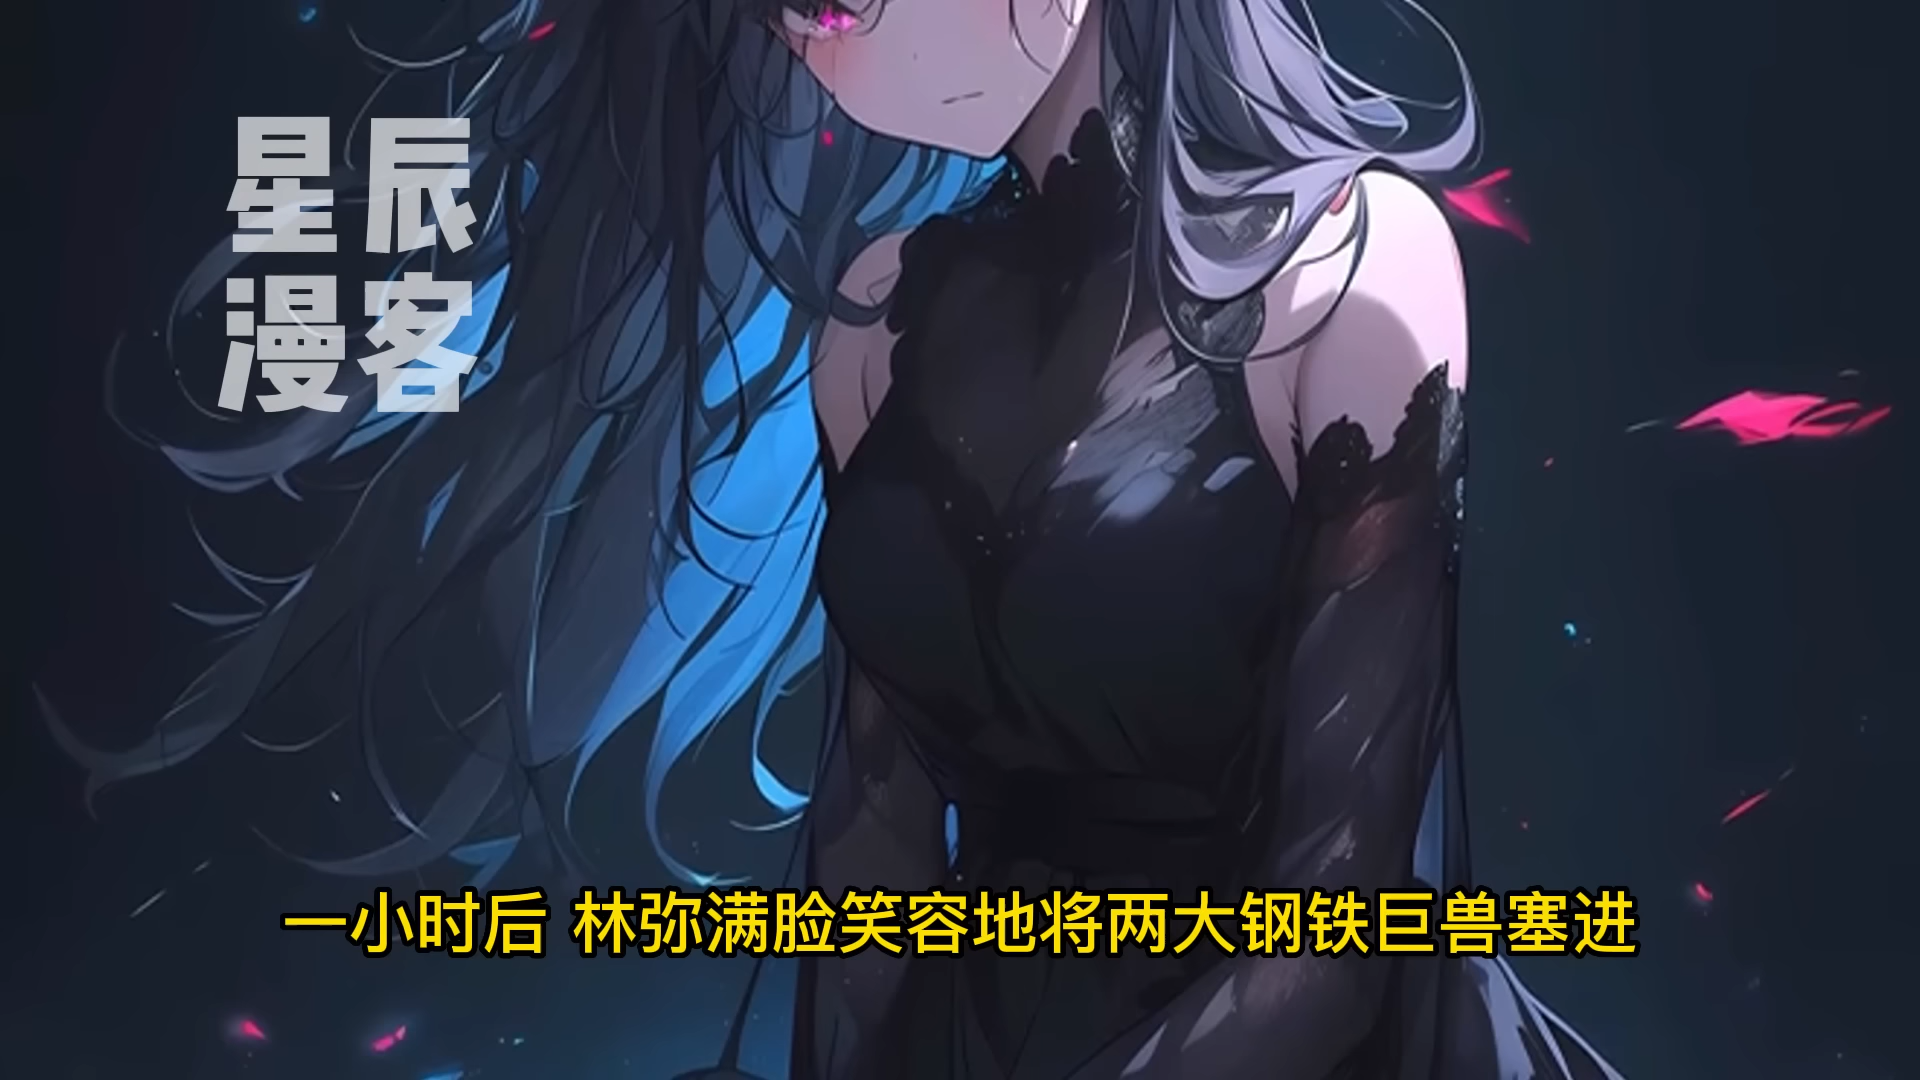 星辰
漫客
一小时后 林弥满脸笑容地将两大钢铁巨兽塞进